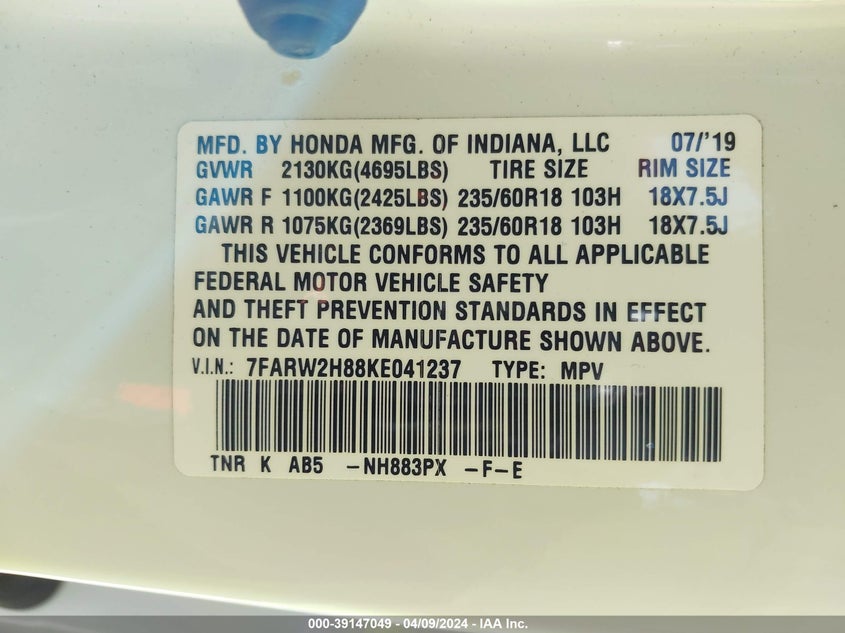 MFD. BY HONDA MFG. OF INDIANA, LLC 07/'19
GVWR 2130KG(4695LBS) TIRE SIZE RIM SIZE
GAWR F 1100KG(2425LBS) 235/60R18 103H 18X7.5J
GAWR R 1075KG(2369LBS) 235/60R18 103H 18X7.5J
THIS VEHICLE CONFORMS TO ALL APPLICABLE
FEDERAL MOTOR VEHICLE SAFETY
AND THEFT PREVENTION STANDARDS IN EFFECT
ON THE DATE OF MANUFACTURE SHOWN ABOVE.
V.I.N.: 7FARW2H88KE041237 TYPE: MPV
TNR K AB5 -NH883PX -F-E
000-39147049 | 04/09/2024 - IAA Inc.